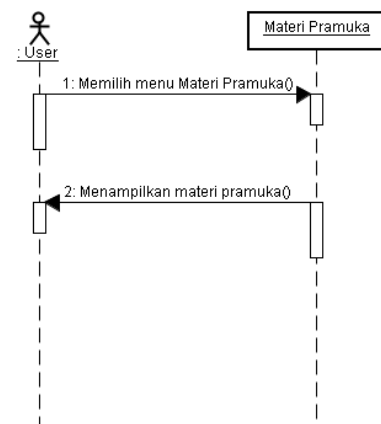 : User
Materi Pramuka
1: Memilih menu Materi Pramuka()
2: Menampilkan materi pramuka()